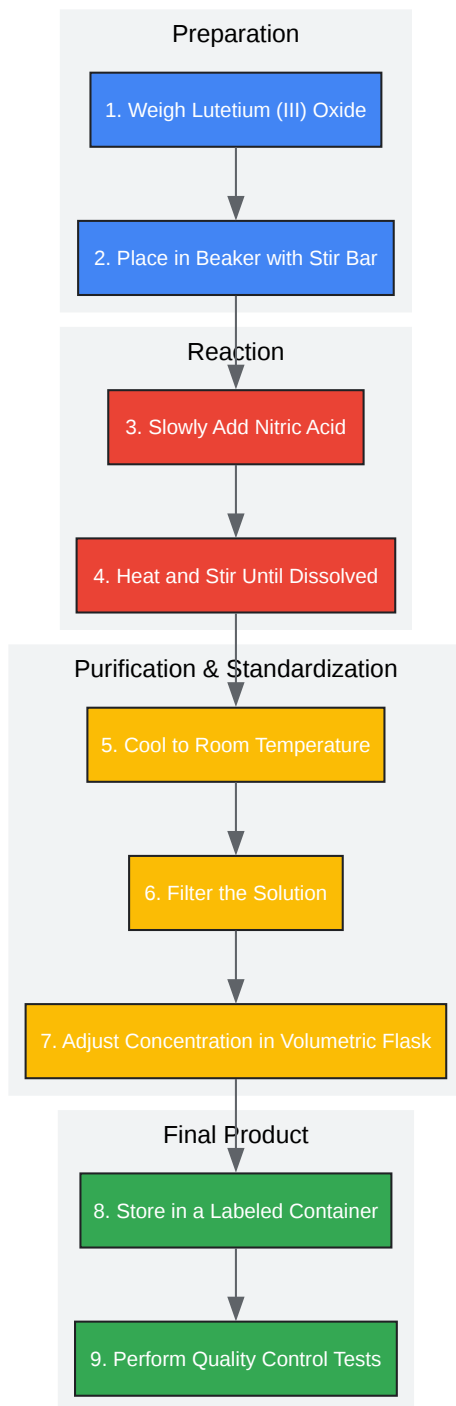 Preparation
1. Weigh Lutetium (III) Oxide
2. Place in Beaker with Stir Bar
Reaction
3. Slowly Add Nitric Acid
4. Heat and Stir Until Dissolved
Purification & Standardization
5. Cool to Room Temperature
6. Filter the Solution
7. Adjust Concentration in Volumetric Flask
Final Product
8. Store in a Labeled Container
9. Perform Quality Control Tests